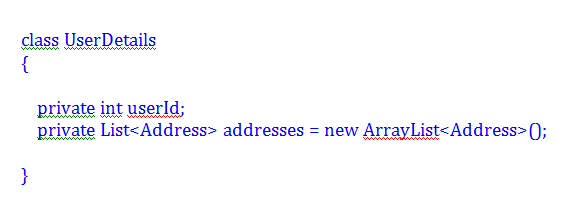 class UserDetails
{
private int userId;
private List<Address> addresses = new ArrayList<Address>();
}